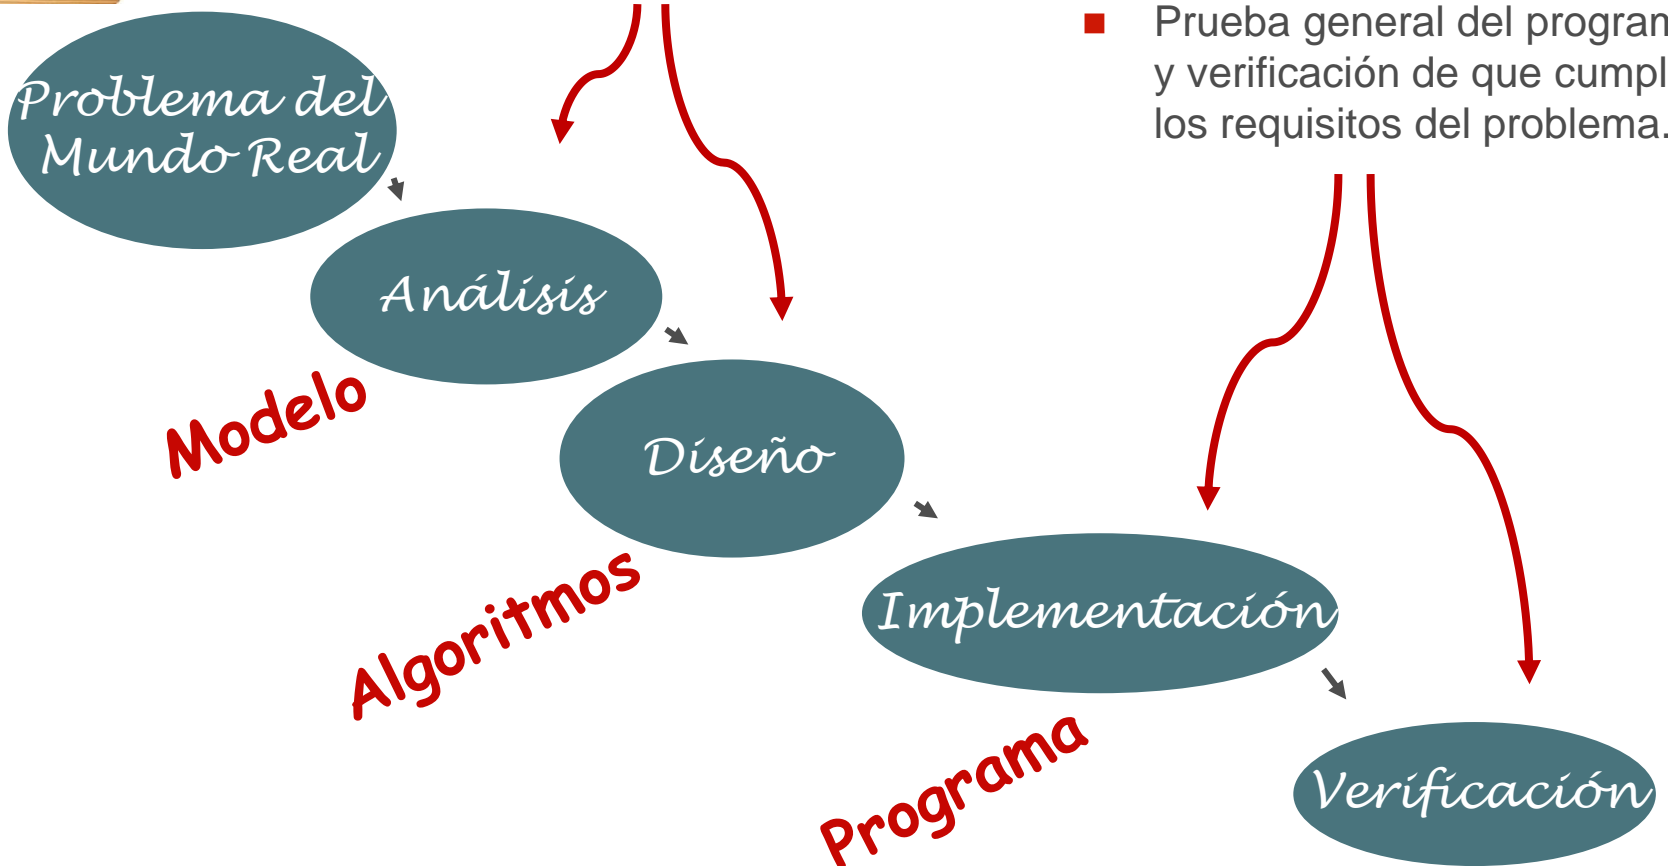 Prueba general del program
y verificación de que cumpl
los requisitos del problema.
Problema del
Mundo Real
Análisis
Modelo
Diseño
Algoritmos
Implementación
Programa
Verificación